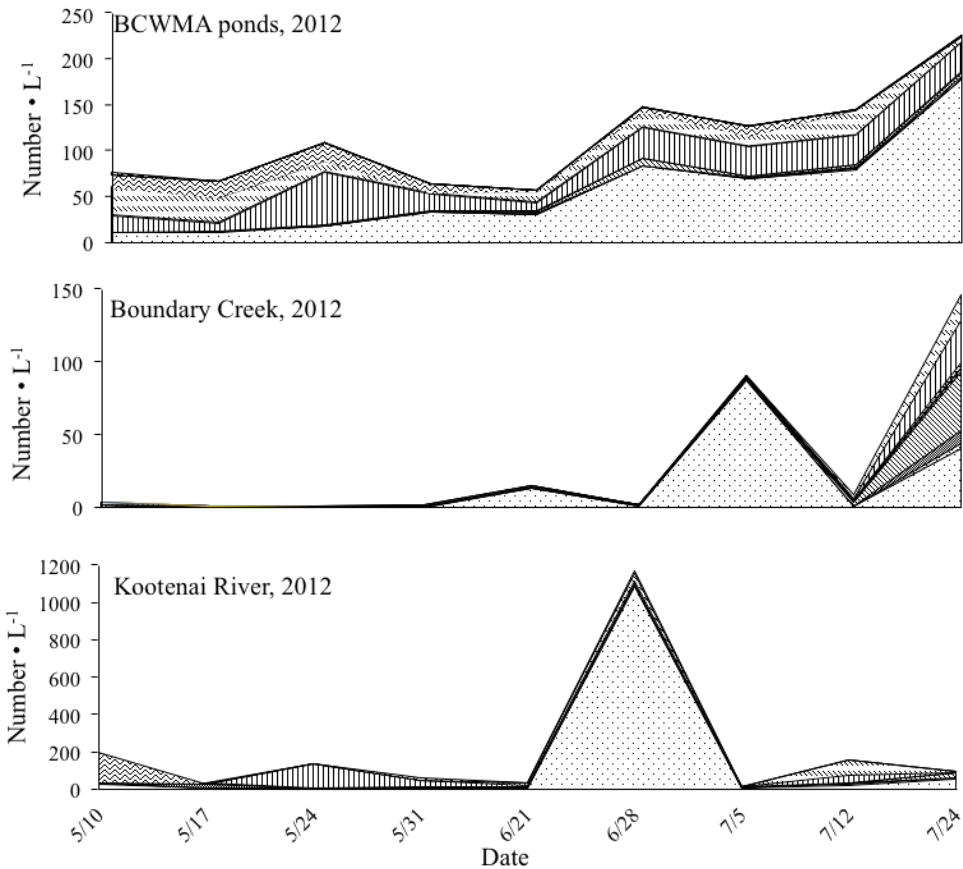 BCWMA ponds, 2012
Number • L-1
250
200
150
100
50
0
Boundary Creek, 2012
Number • L-1
150
100
50
0
Kootenai River, 2012
Number • L-1
1200
1000
800
600
400
200
0
5/10 5/17 5/24 5/31 6/21 6/28 7/5 7/12 7/24
Date